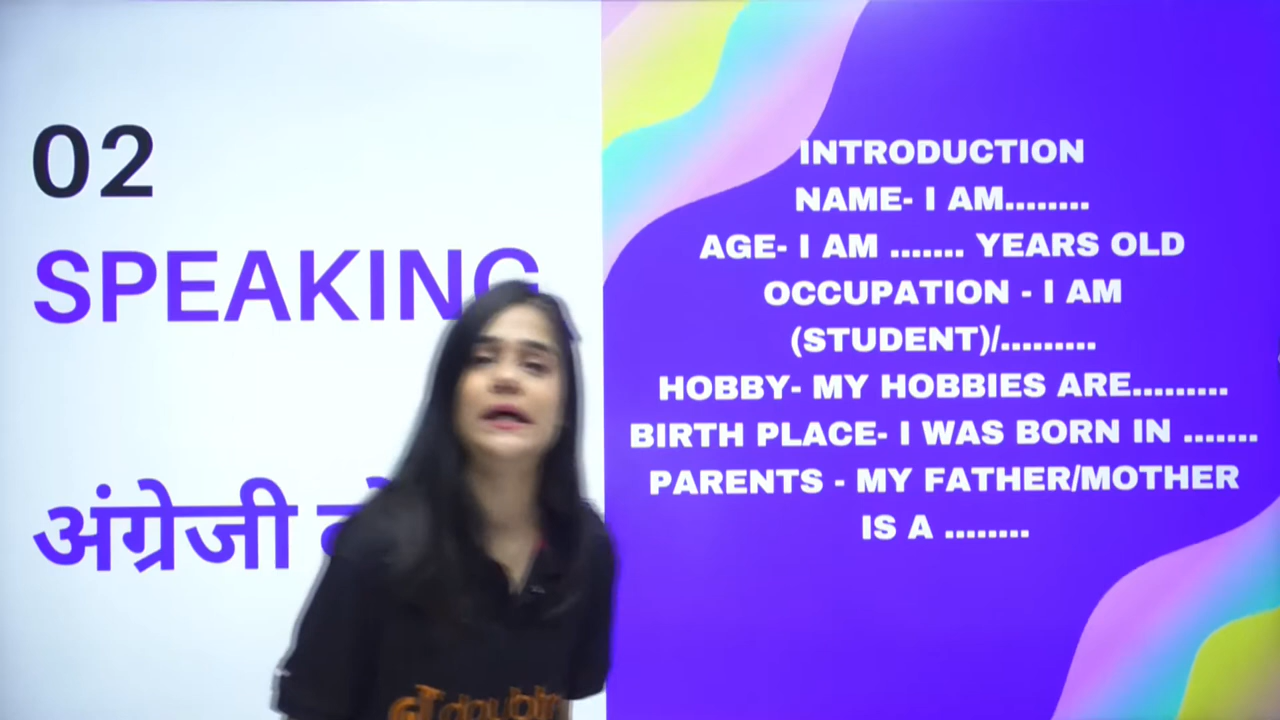 02
SPEAKING
अंग्रेजी
INTRODUCTION
NAME- I AM........
AGE- I AM ....... YEARS OLD
OCCUPATION - I AM
(STUDENT)/.........
HOBBY- MY HOBBIES ARE.........
BIRTH PLACE- I WAS BORN IN .......
PARENTS - MY FATHER/MOTHER
IS A ........